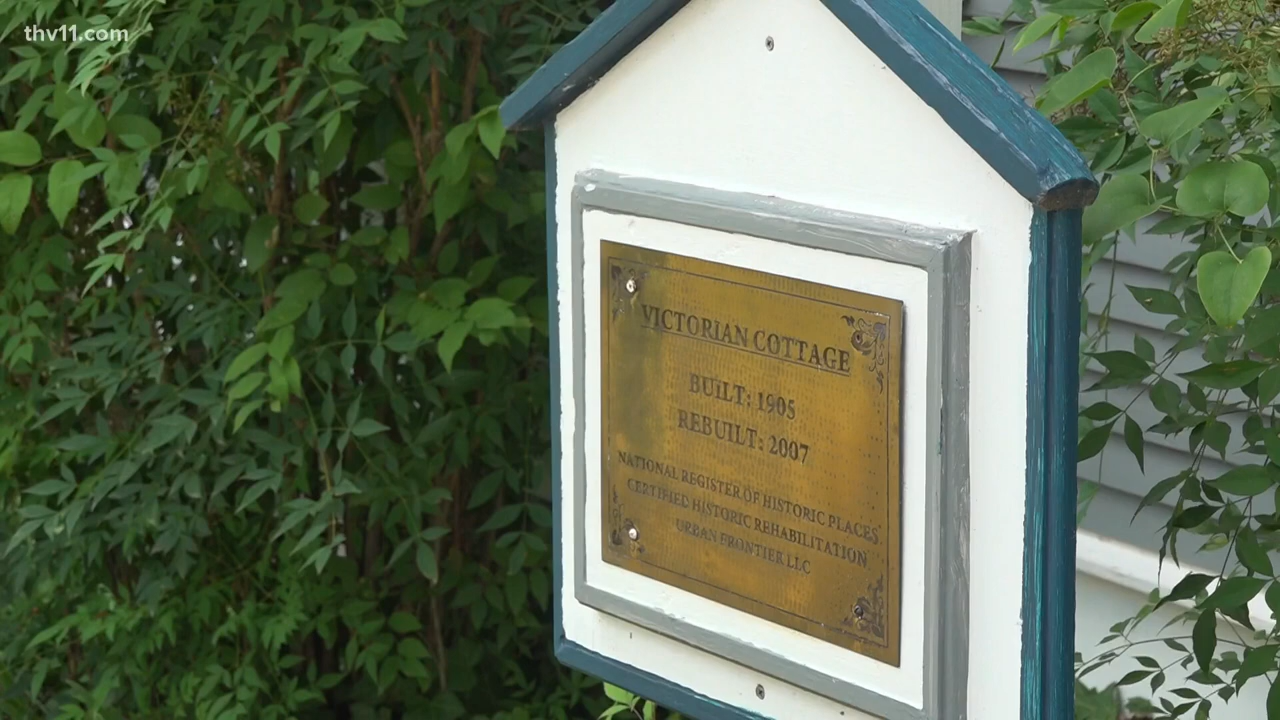 thv11.com
VICTORIAN COTTAGE
BUILT: 1905
REBUILT: 2007
NATIONAL REGISTER OF HISTORIC PLACES
CERTIFIED HISTORIC REHABILITATION
URBAN FRONTIER LLC